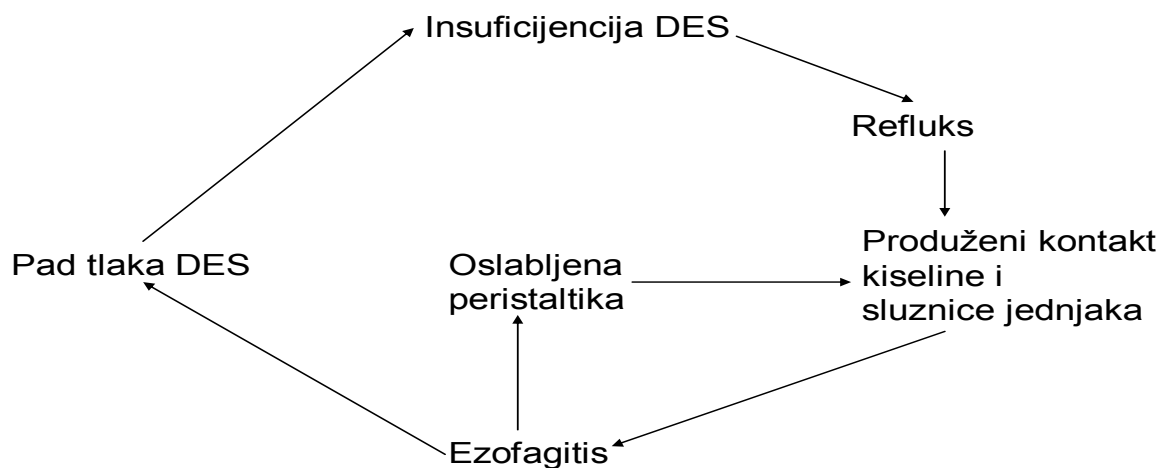 Insuficijencija DES
Refluks
Pad tlaka DES
Oslabljena
peristaltika
Produženi kontakt
kiseline i
sluznice jednjaka
Ezofagitis